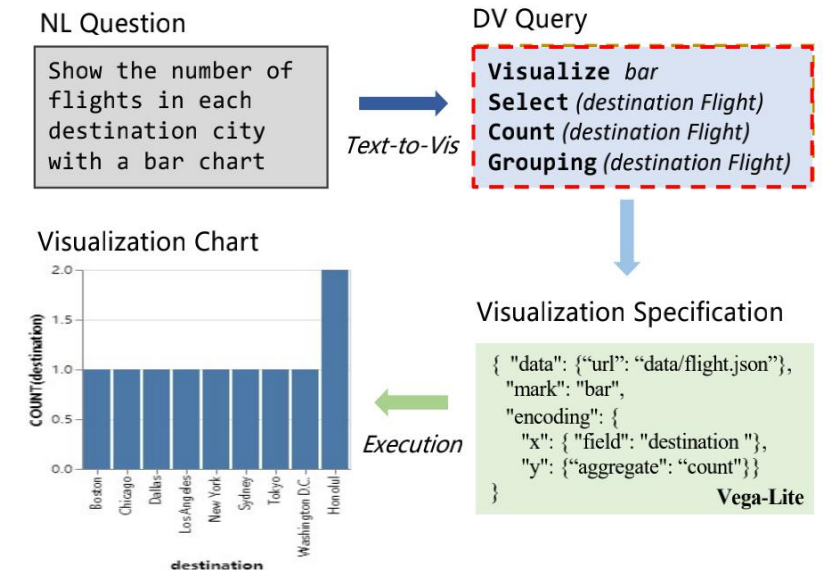 NL Question
Show the number of
flights in each
destination city
with a bar chart
Text-to-Vis
DV Query
Visualize bar
Select (destination Flight)
Count (destination Flight)
Grouping (destination Flight)
Visualization Specification
{ "data": {“url”: “data/flight.json”},
"mark": "bar",
"encoding": {
"x": { "field": "destination "},
"y": {“aggregate": “count"}}
}
Vega-Lite
Execution
Visualization Chart
COUNT(destination)
2.0
1.5
1.0
0.5
0.0
Boston
Chicago
Dallas
Los Angeles
New York
Sydney
Tokyo
Washington D.C.
Honolul
destination